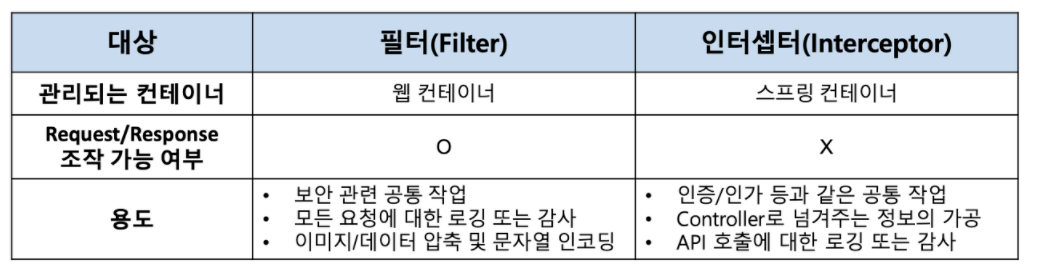 대상 필터(Filter) 인터셉터(Interceptor)
관리되는 컨테이너 웹 컨테이너 스프링 컨테이너
Request/Response
조작 가능 여부 O X
용도
• 보안 관련 공통 작업
• 모든 요청에 대한 로깅 또는 감사
• 이미지/데이터 압축 및 문자열 인코딩
• 인증/인가 등과 같은 공통 작업
• Controller로 넘겨주는 정보의 가공
• API 호출에 대한 로깅 또는 감사